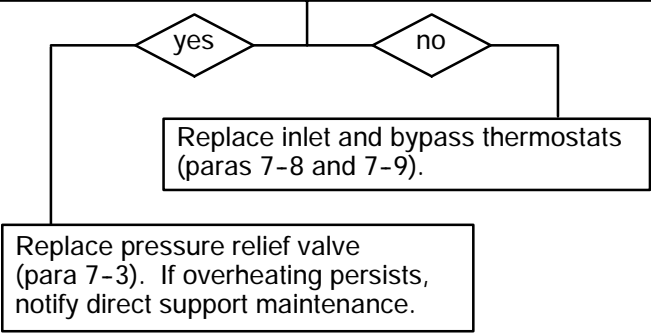 yes
no
Replace inlet and bypass thermostats
(paras 7-8 and 7-9).
Replace pressure relief valve
(para 7-3).  If overheating persists,
notify direct support maintenance.